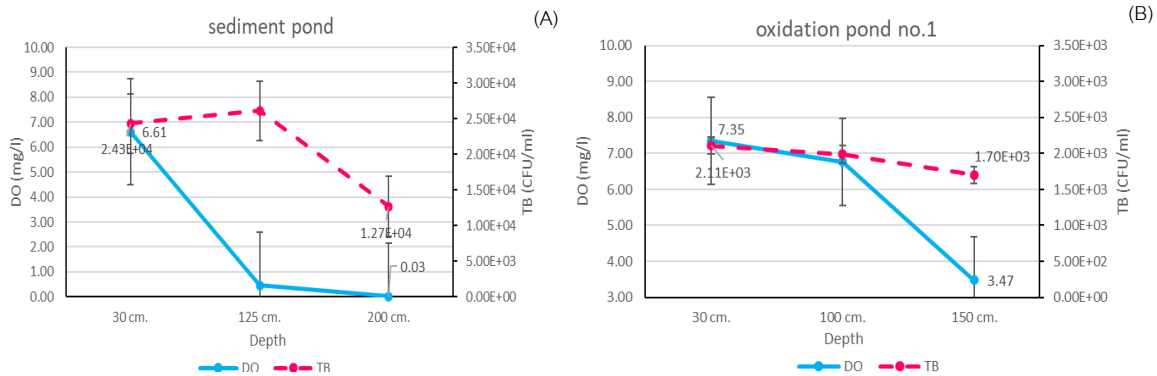 (A)
sediment pond
10.00
9.00
8.00
7.00
6.00
5.00
4.00
3.00
2.00
1.00
0.00
DO (mg/l)
3.50E+04
3.00E+04
2.50E+04
2.00E+04
1.50E+04
1.00E+04
5.00E+03
0.00E+00
TB (CFU/ml)
6.61
2.43E+04
1.27E+04
0.03
30 cm. 125 cm. 200 cm.
Depth
DO TB
(B)
oxidation pond no.1
10.00
9.00
8.00
7.00
6.00
5.00
4.00
3.00
DO (mg/l)
3.50E+03
3.00E+03
2.50E+03
2.00E+03
1.50E+03
1.00E+03
5.00E+02
0.00E+00
TB (CFU/ml)
7.35
2.11E+03
1.70E+03
3.47
30 cm. 100 cm. 150 cm.
Depth
DO TB